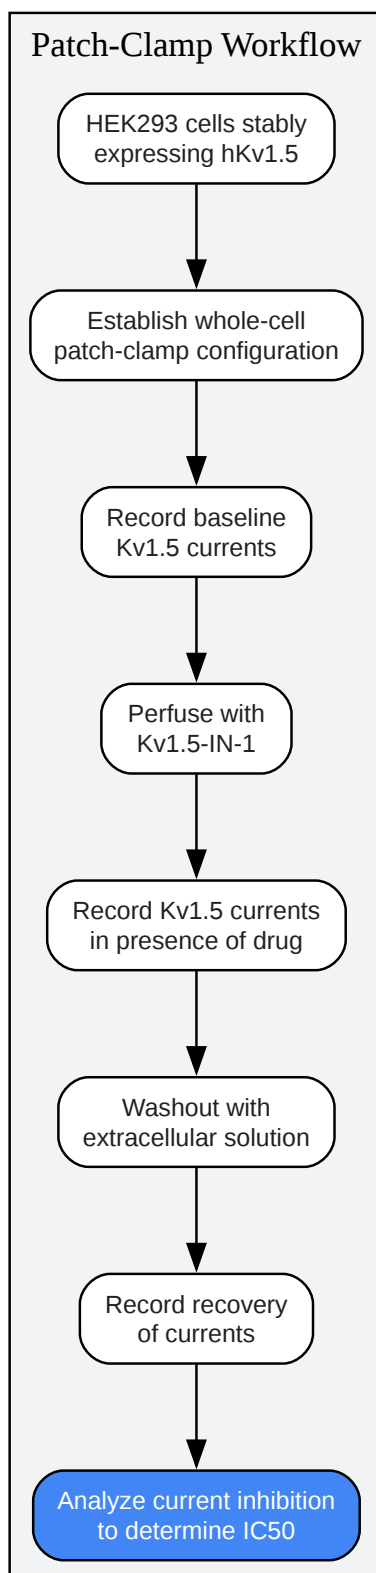 Patch-Clamp Workflow
HEK293 cells stably
expressing hKv1.5
Establish whole-cell
patch-clamp configuration
Record baseline
Kv1.5 currents
Perfuse with
Kv1.5-IN-1
Record Kv1.5 currents
in presence of drug
Washout with
extracellular solution
Record recovery
of currents
Analyze current inhibition
to determine IC50